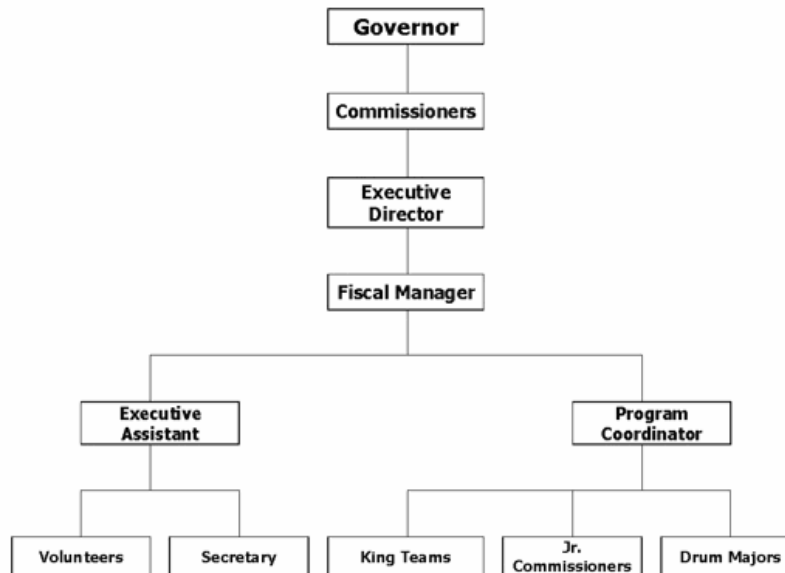 Governor
Commissioners
Executive
Director
Fiscal Manager
Executive
Assistant
Program
Coordinator
Volunteers
Secretary
King Teams
Jr.
Commissioners
Drum Majors